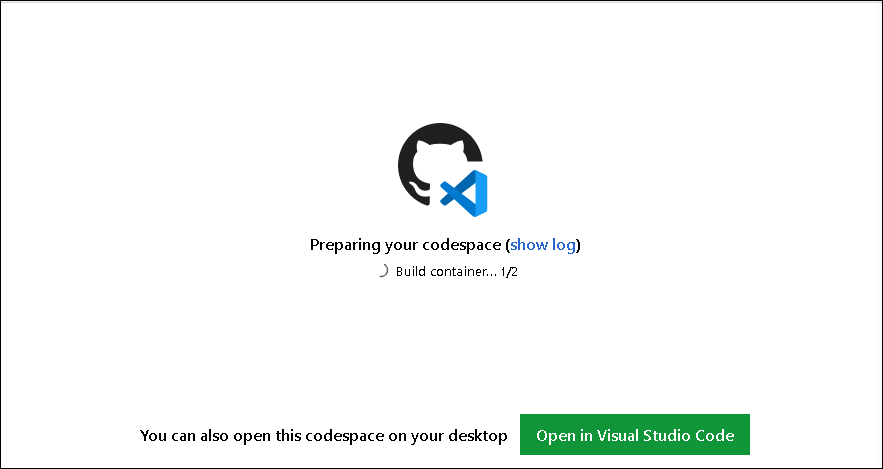 Preparing your codespace (show log)
Build container... 1/2
You can also open this codespace on your desktop
Open in Visual Studio Code